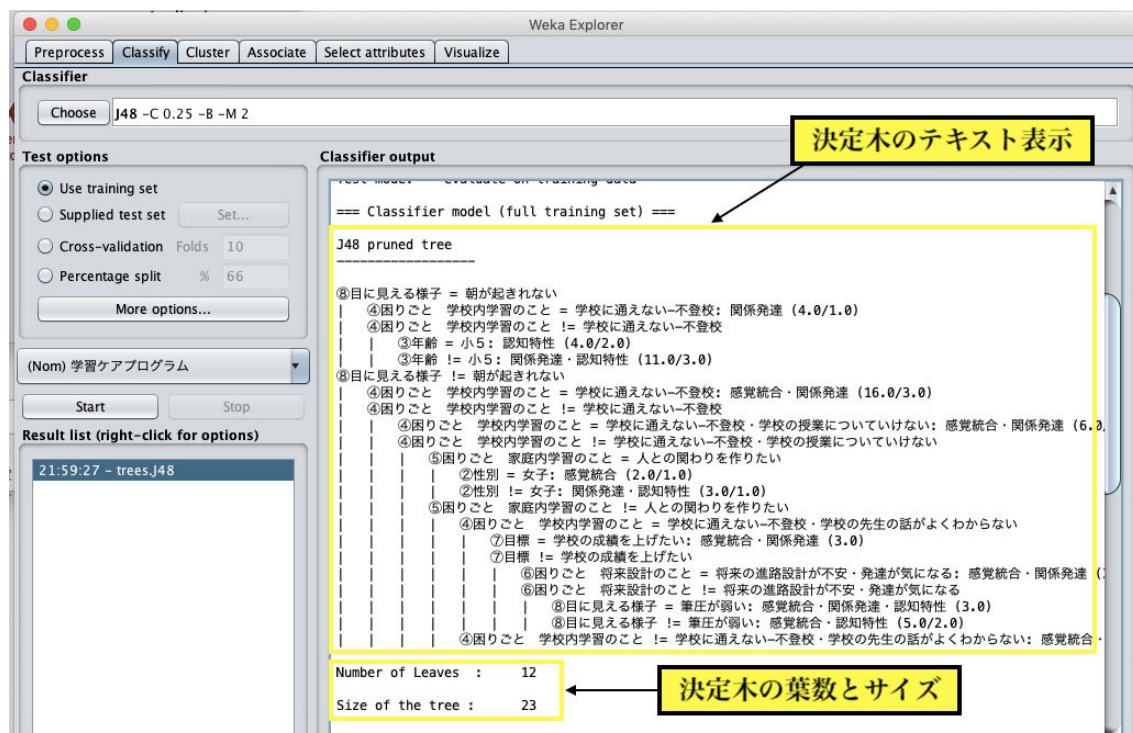 Weka Explorer
Preprocess Classify Cluster Associate Select attributes Visualize
Classifier
Choose J48 -C 0.25 -B -M 2
決定木のテキスト表示
Test options
Use training set
Supplied test set Set...
Cross-validation Folds 10
Percentage split % 66
More options...
(Nom) 学習ケアプログラム
Start Stop
Result list (right-click for options)
21:59:27 - trees.J48
Classifier output
=== Classifier model (full training set) ===
J48 pruned tree
------------------
⑧目に見える様子 = 朝が起きれない
|   ④困りごと 学校内学習のこと = 学校に通えない−不登校: 関係発達 (4.0/1.0)
|   ④困りごと 学校内学習のこと != 学校に通えない−不登校
|   |   ③年齢 = 小5: 認知特性 (4.0/2.0)
|   |   ③年齢 != 小5: 関係発達・認知特性 (11.0/3.0)
⑧目に見える様子 != 朝が起きれない
|   ④困りごと 学校内学習のこと = 学校に通えない−不登校: 感覚統合・関係発達 (16.0/3.0)
|   ④困りごと 学校内学習のこと != 学校に通えない−不登校
|   |   ④困りごと 学校内学習のこと = 学校に通えない−不登校・学校の授業についていけない: 感覚統合・関係発達 (6.0/
|   |   ④困りごと 学校内学習のこと != 学校に通えない−不登校・学校の授業についていけない
|   |   |   ⑤困りごと 家庭内学習のこと = 人との関わりを作りたい
|   |   |   |   ②性別 = 女子: 感覚統合 (2.0/1.0)
|   |   |   |   ②性別 != 女子: 関係発達・認知特性 (3.0/1.0)
|   |   |   ⑤困りごと 家庭内学習のこと != 人との関わりを作りたい
|   |   |   |   ④困りごと 学校内学習のこと = 学校に通えない−不登校・学校の先生の話がよくわからない
|   |   |   |   |   ⑦目標 = 学校の成績を上げたい: 感覚統合・関係発達 (3.0)
|   |   |   |   |   ⑦目標 != 学校の成績を上げたい
|   |   |   |   |   |   ⑥困りごと 将来設計のこと = 将来の進路設計が不安・発達が気になる: 感覚統合・関係発達
|   |   |   |   |   |   ⑥困りごと 将来設計のこと != 将来の進路設計が不安・発達が気になる
|   |   |   |   |   |   |   ⑧目に見える様子 = 筆圧が弱い: 感覚統合・関係発達・認知特性 (3.0)
|   |   |   |   |   |   |   ⑧目に見える様子 != 筆圧が弱い: 感覚統合・認知特性 (5.0/2.0)
|   |   |   |   ④困りごと 学校内学習のこと != 学校に通えない−不登校・学校の先生の話がよくわからない: 感覚統合・
Number of Leaves : 12
Size of the tree : 23
決定木の葉数とサイズ